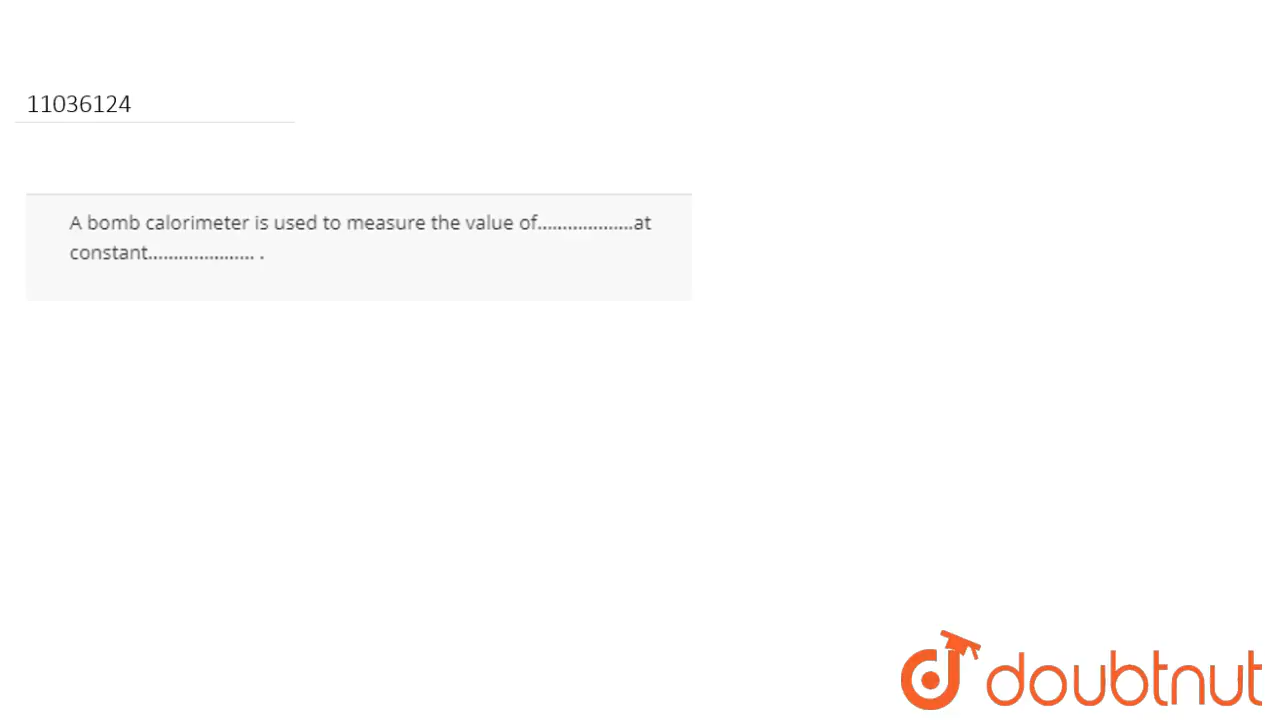 11036124
A bomb calorimeter is used to measure the value of...................at
constant..................... .
doubtnut